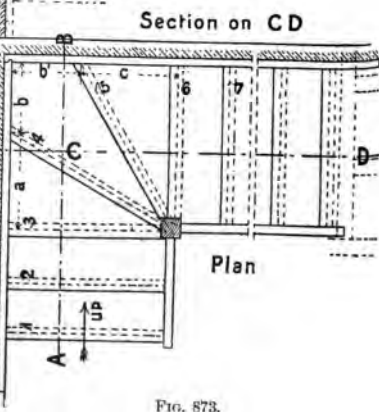 Section on CD
B
b c
5 6 7
b 4
C D
a
3
Plan
2
UP
1
A
FIG. 873.